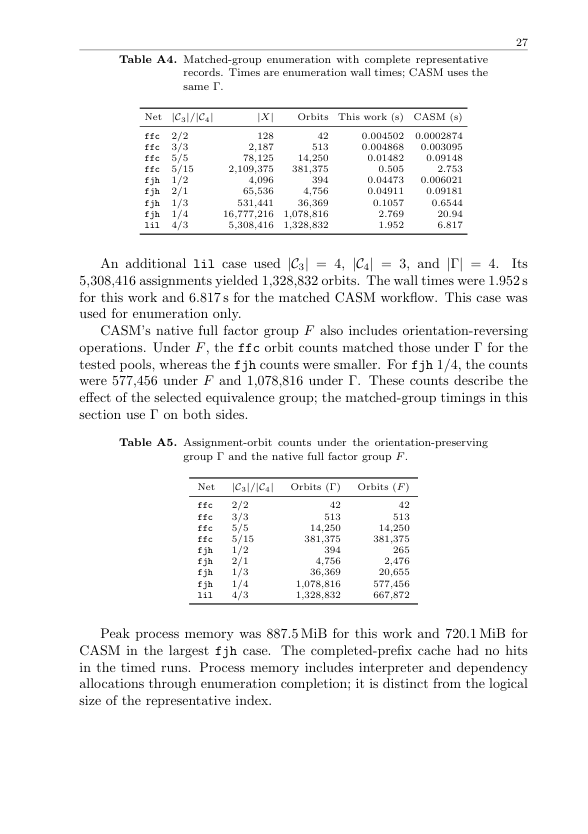 27
Table A4. Matched-group enumeration with complete representative
records. Times are enumeration wall times; CASM uses the
same Γ.
Net |𝒞₃|/|𝒞₄| |X| Orbits This work (s) CASM (s)
ffc 2/2 128 42 0.004502 0.0002874
ffc 3/3 2,187 513 0.004868 0.003095
ffc 5/5 78,125 14,250 0.01482 0.09148
ffc 5/15 2,109,375 381,375 0.505 2.753
fjh 1/2 4,096 394 0.04473 0.006021
fjh 2/1 65,536 4,756 0.04911 0.09181
fjh 1/3 531,441 36,369 0.1057 0.6544
fjh 1/4 16,777,216 1,078,816 2.769 20.94
lil 4/3 5,308,416 1,328,832 1.952 6.817
An additional lil case used |𝒞₃| = 4, |𝒞₄| = 3, and |Γ| = 4. Its
5,308,416 assignments yielded 1,328,832 orbits. The wall times were 1.952 s
for this work and 6.817 s for the matched CASM workflow. This case was
used for enumeration only.
CASM's native full factor group F also includes orientation-reversing
operations. Under F, the ffc orbit counts matched those under Γ for the
tested pools, whereas the fjh counts were smaller. For fjh 1/4, the counts
were 577,456 under F and 1,078,816 under Γ. These counts describe the
effect of the selected equivalence group; the matched-group timings in this
section use Γ on both sides.
Table A5. Assignment-orbit counts under the orientation-preserving
group Γ and the native full factor group F.
Net |𝒞₃|/|𝒞₄| Orbits (Γ) Orbits (F)
ffc 2/2 42 42
ffc 3/3 513 513
ffc 5/5 14,250 14,250
ffc 5/15 381,375 381,375
fjh 1/2 394 265
fjh 2/1 4,756 2,476
fjh 1/3 36,369 20,655
fjh 1/4 1,078,816 577,456
lil 4/3 1,328,832 667,872
Peak process memory was 887.5 MiB for this work and 720.1 MiB for
CASM in the largest fjh case. The completed-prefix cache had no hits
in the timed runs. Process memory includes interpreter and dependency
allocations through enumeration completion; it is distinct from the logical
size of the representative index.